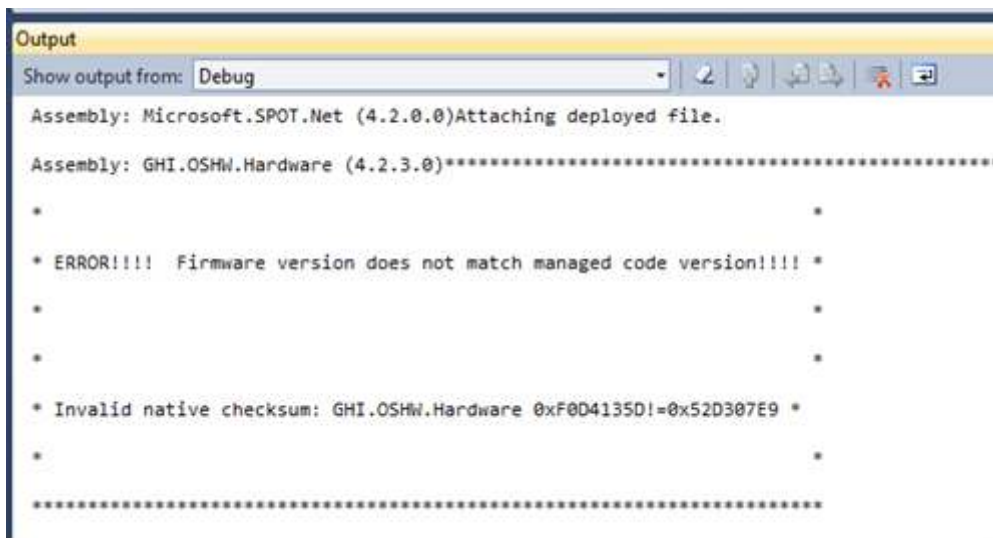 Output
Show output from: Debug
Assembly: Microsoft.SPOT.Net (4.2.0.0)Attaching deployed file.
Assembly: GHI.OSHW.Hardware (4.2.3.0)**************************************************
* *
* ERROR!!!! Firmware version does not match managed code version!!!! *
* *
* *
* Invalid native checksum: GHI.OSHW.Hardware 0xF0D4135D!=0x52D307E9 *
* *
***********************************************************************